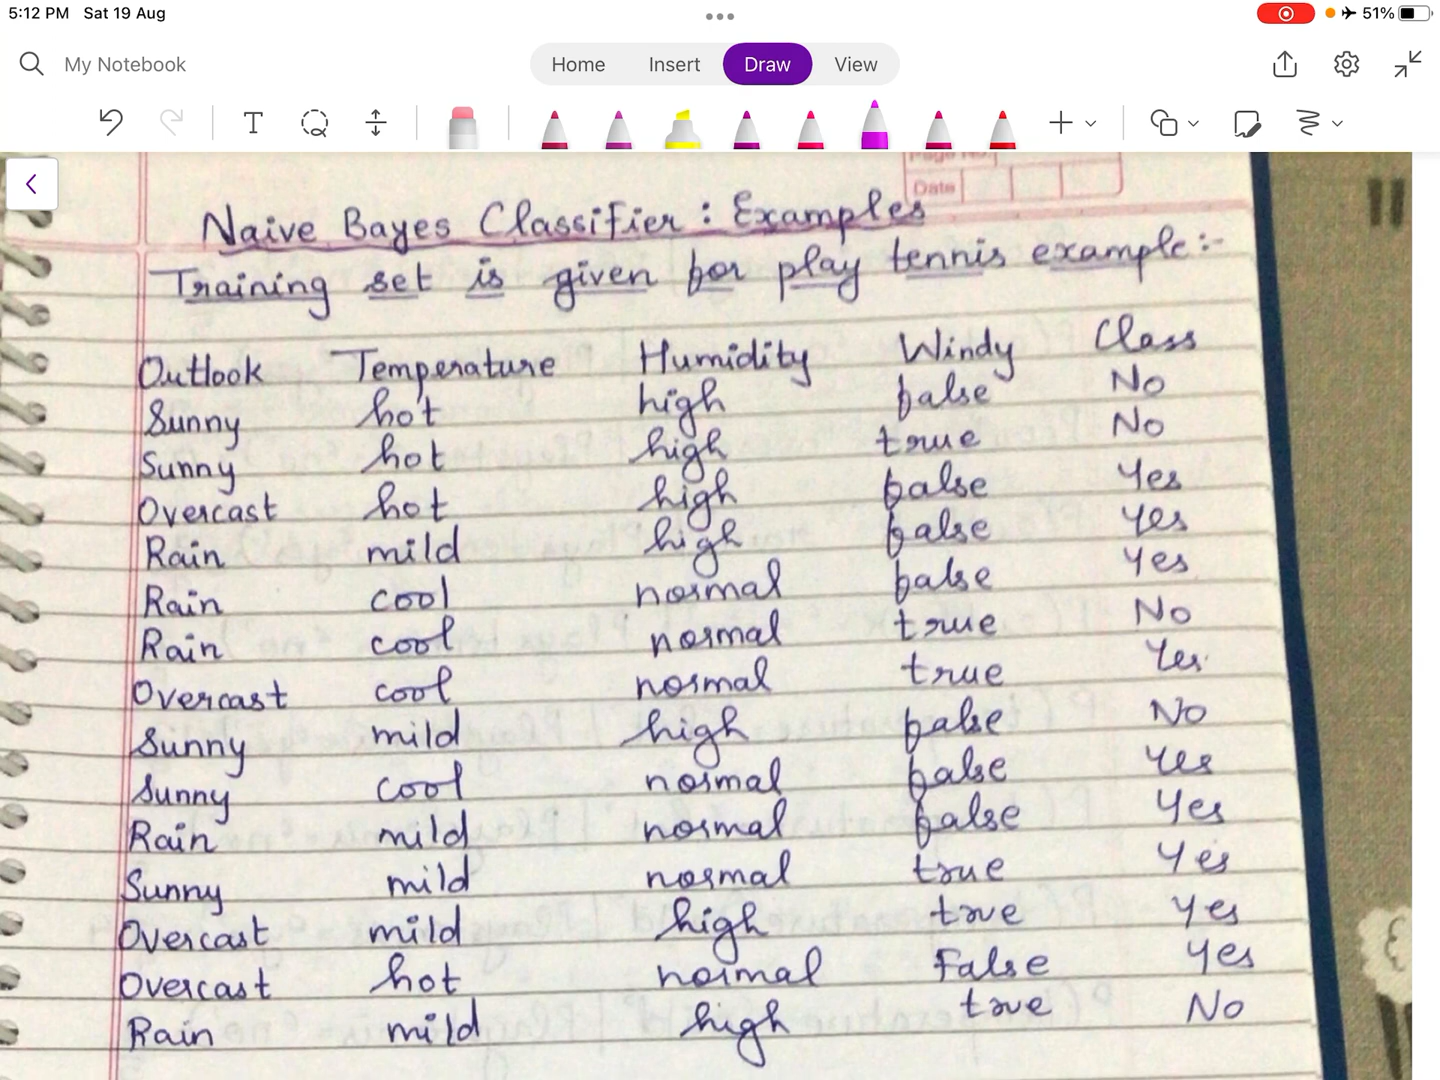 5:12 PM Sat 19 Aug
51%
My Notebook
Home Insert Draw View
T
Page No.
Date
Naive Bayes Classifier : Examples
Training set is given for play tennis example :-
Outlook Temperature Humidity Windy Class
Sunny hot high false No
Sunny hot high true No
Overcast hot high false Yes
Rain mild high false Yes
Rain cool normal false Yes
Rain cool normal true No
Overcast cool normal true Yes
Sunny mild high false No
Sunny cool normal false Yes
Rain mild normal false Yes
Sunny mild normal true Yes
Overcast mild high true Yes
Overcast hot normal False Yes
Rain mild high true No